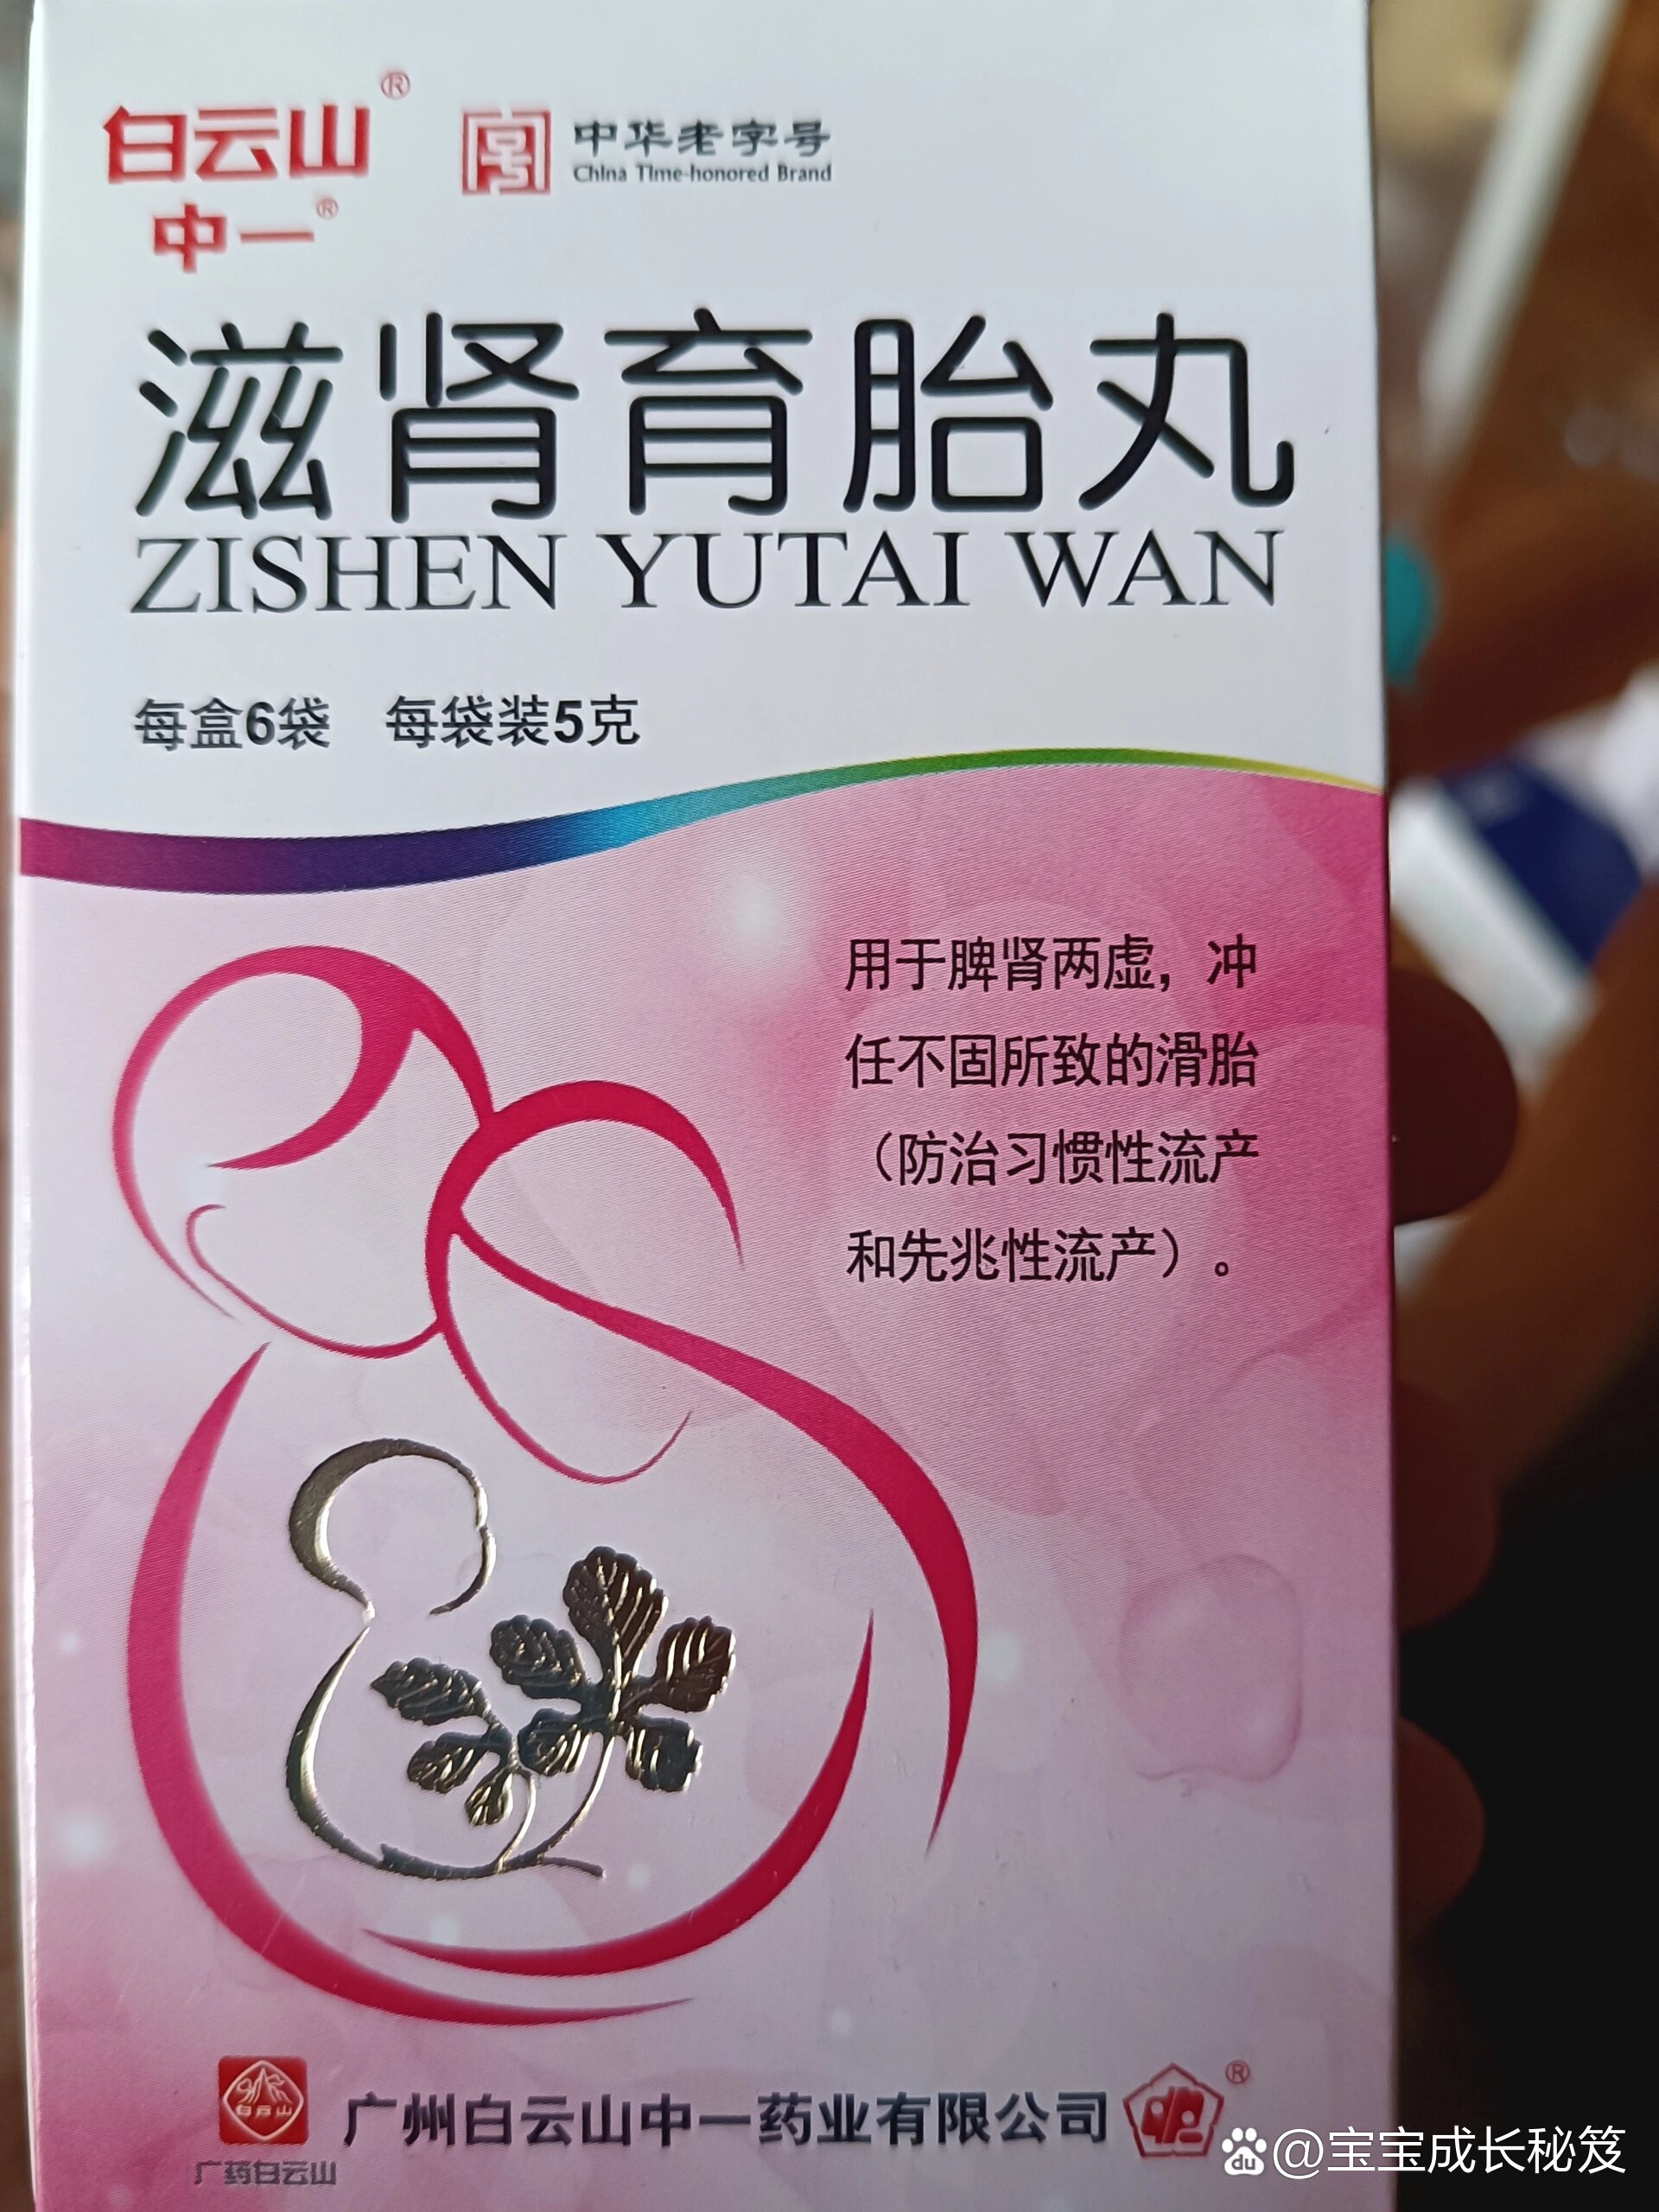 白云山®
中一®
中华老字号
China Time-honored Brand
滋肾育胎丸
ZISHEN YUTAI WAN
每盒6袋 每袋装5克
用于脾肾两虚，冲
任不固所致的滑胎
（防治习惯性流产
和先兆性流产）。
白云山
广药白云山
广州白云山中一药业有限公司
®
du @宝宝成长秘笈